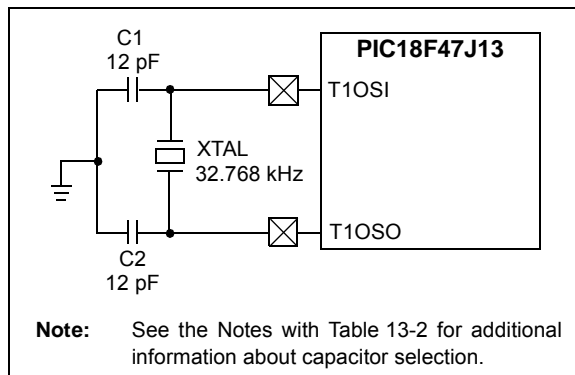 C1
12 pF
PIC18F47J13
T1OSI
XTAL
32.768 kHz
T1OSO
C2
12 pF
Note: See the Notes with Table 13-2 for additional
information about capacitor selection.